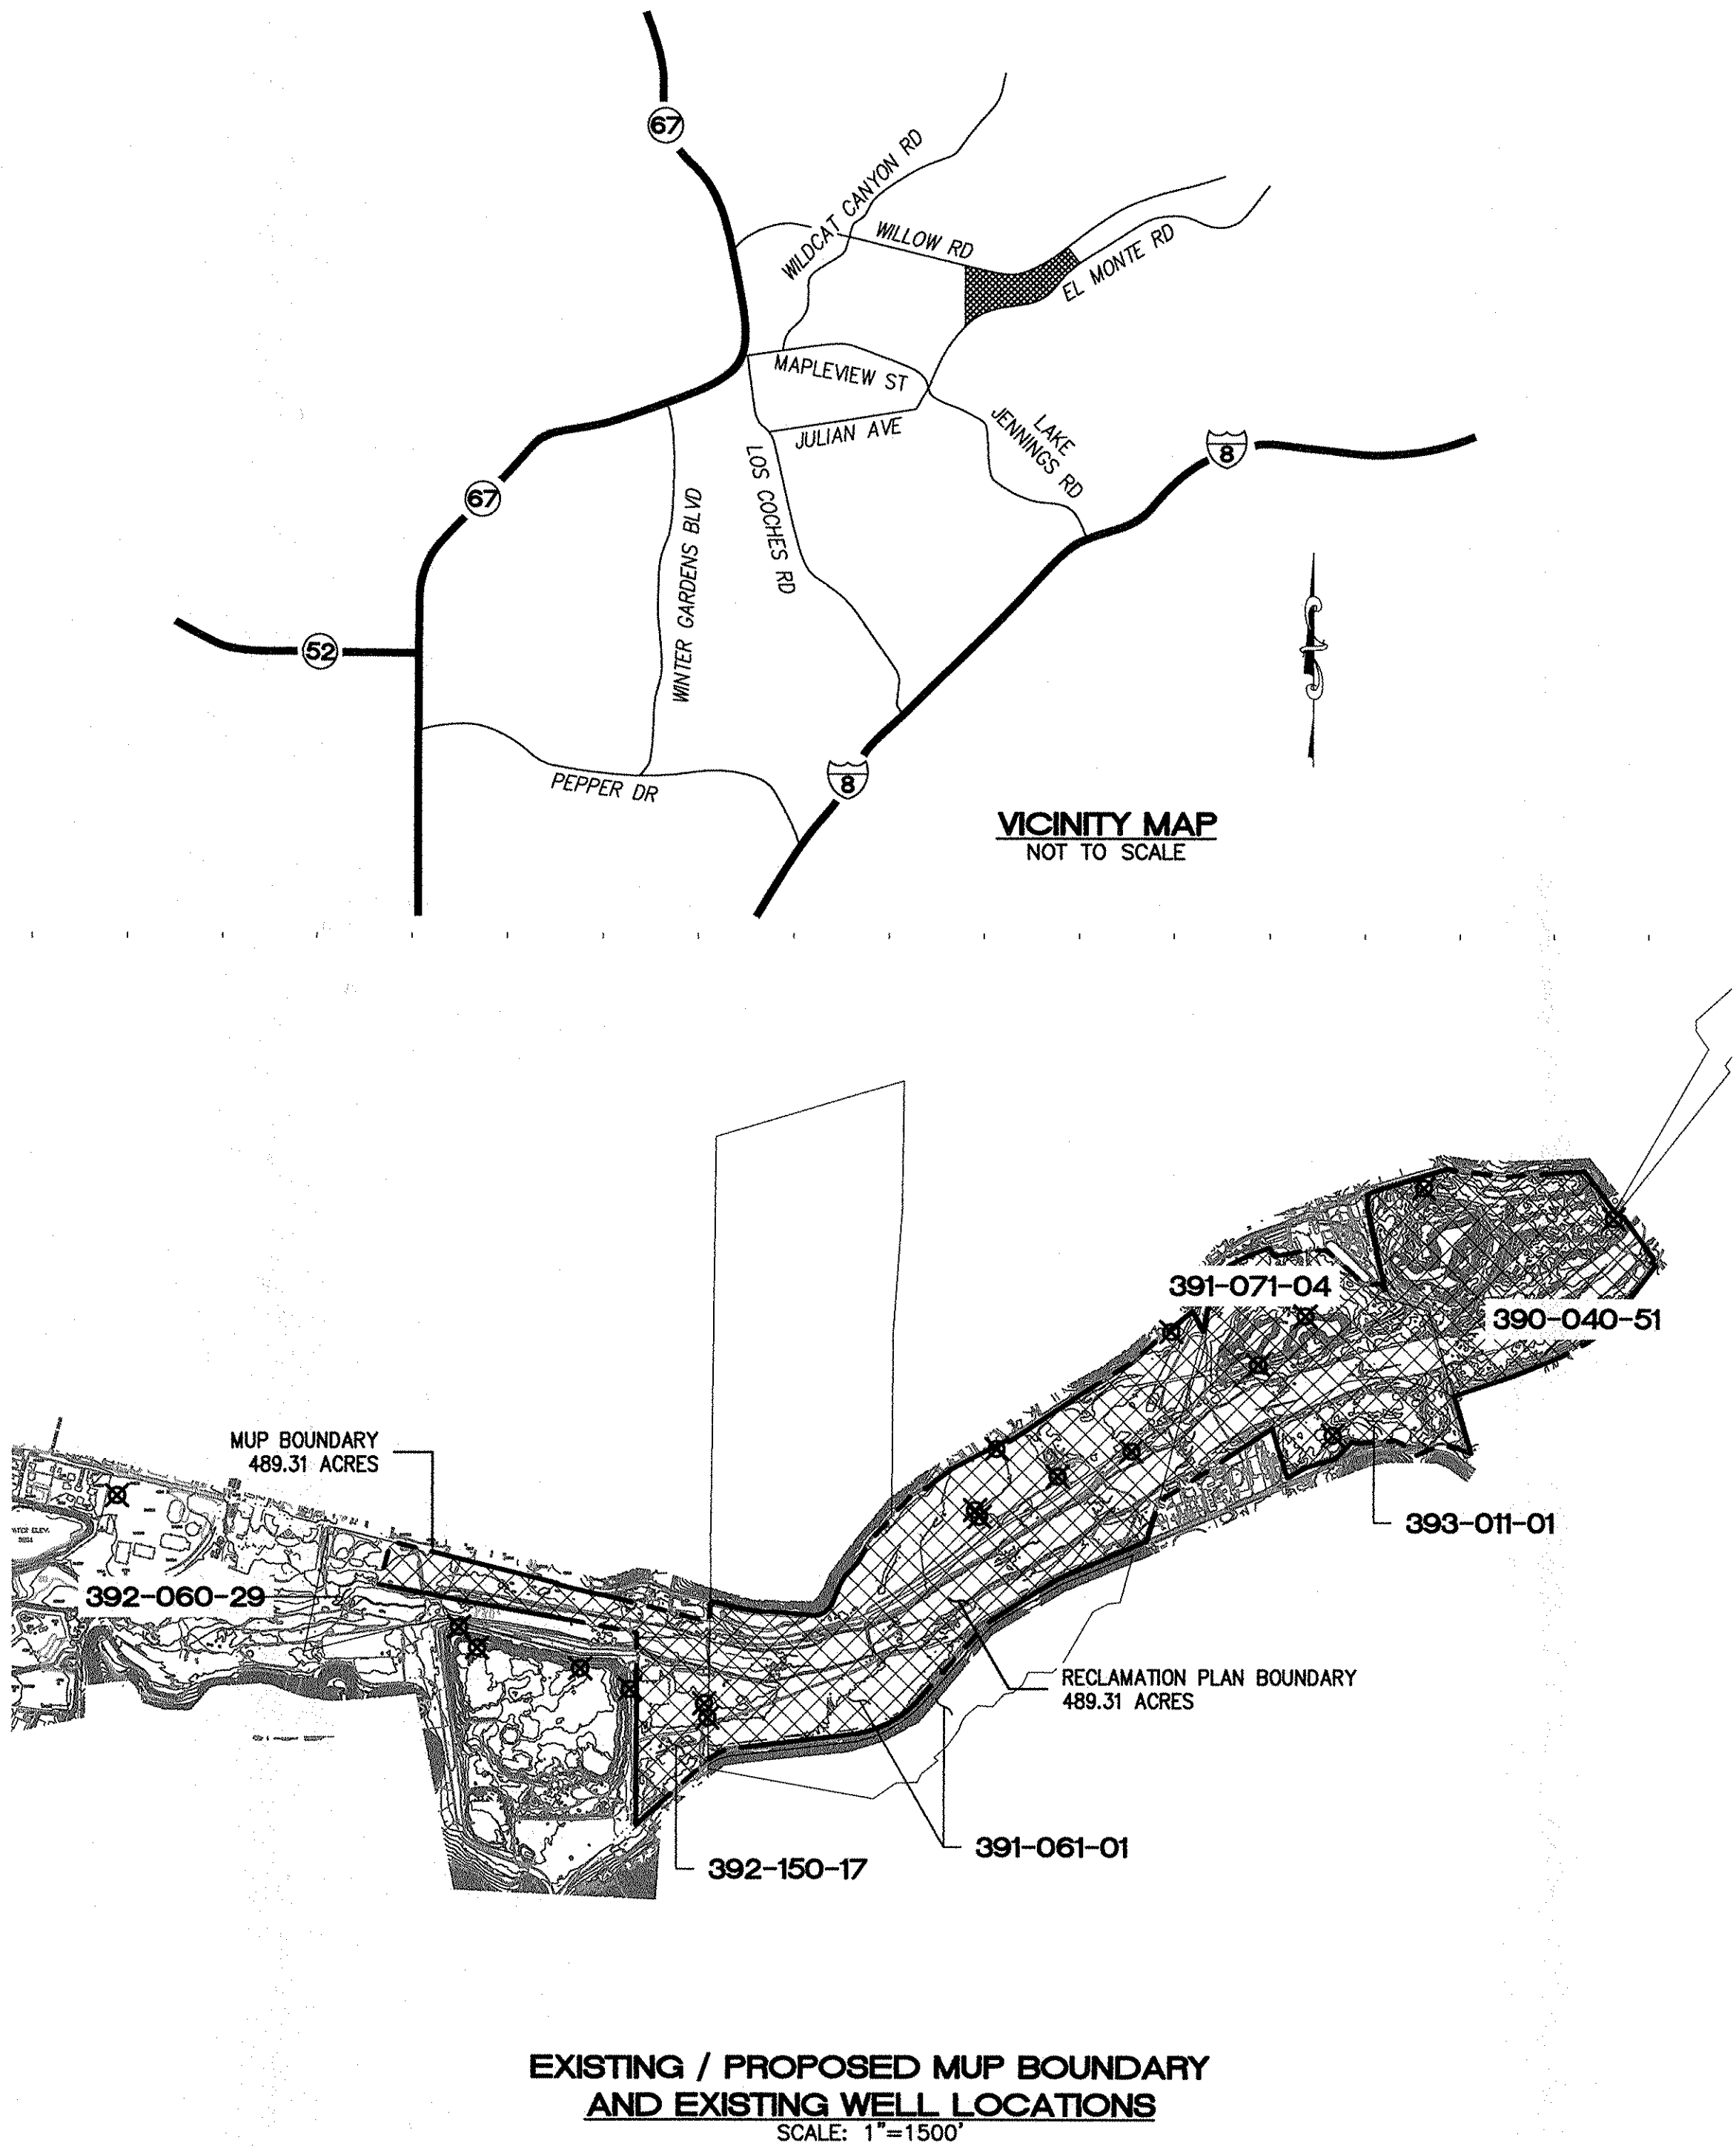 67
WILDCAT CANYON RD
WILLOW RD
EL MONTE RD
MAPLEVIEW ST
JULIAN AVE
LAKE
JENNINGS RD
8
67
LOS COCHES RD
WINTER GARDENS BLVD
52
PEPPER DR
8
VICINITY MAP
NOT TO SCALE
391-071-04
390-040-51
MUP BOUNDARY
489.31 ACRES
393-011-01
392-060-29
RECLAMATION PLAN BOUNDARY
489.31 ACRES
391-061-01
392-150-17
EXISTING / PROPOSED MUP BOUNDARY
AND EXISTING WELL LOCATIONS
SCALE: 1"=1500'